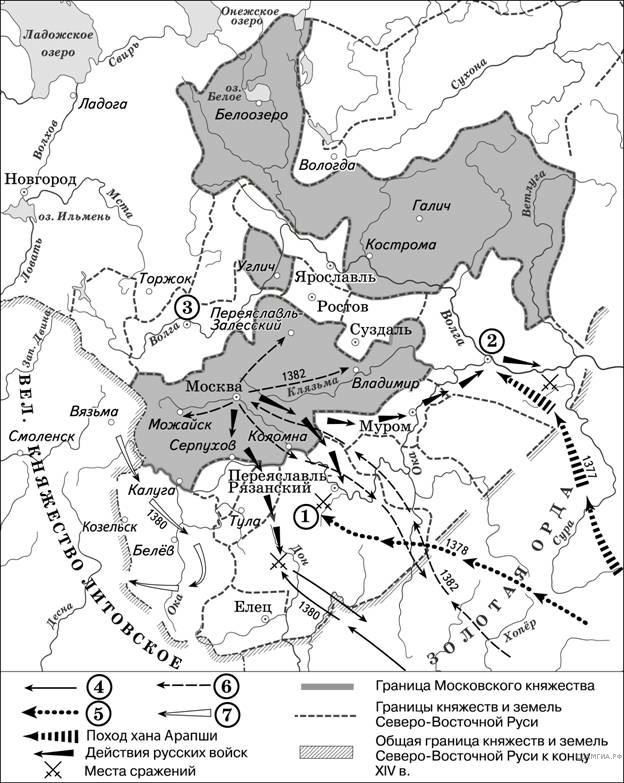 Онежское
озеро
Ладожское
озеро
Свирь
оз.
Белое
Белоозеро
Сухона
Ладога
Волхов
Вологда
Новгород
Мста
оз. Ильмень
Ловать
Галич
Ветлуга
Кострома
Углич
Ярославль
Торжок
3
Ростов
Переяславль-
Залесский
Волга
Суздаль
Волга
2
Зап. Двина
1382
Клязьма
Владимир
Москва
ВЕЛ. КНЯЖЕСТВО ЛИТОВСКОЕ
Вязьма
Можайск
Муром
Смоленск
Серпухов
Коломна
Ока
Переяславль-
Рязанский
1377
Калуга
1380
Тула
1
Сура
Козельск
Белёв
1378
Дон
1382
ЗОЛОТАЯ ОРДА
Десна
Ока
Елец
1380
Хопёр
4
6
Граница Московского княжества
5
7
Границы княжеств и земель
Северо-Восточной Руси
Поход хана Арапши
Действия русских войск
Места сражений
Общая граница княжеств и земель
Северо-Восточной Руси к концу
XIV в.